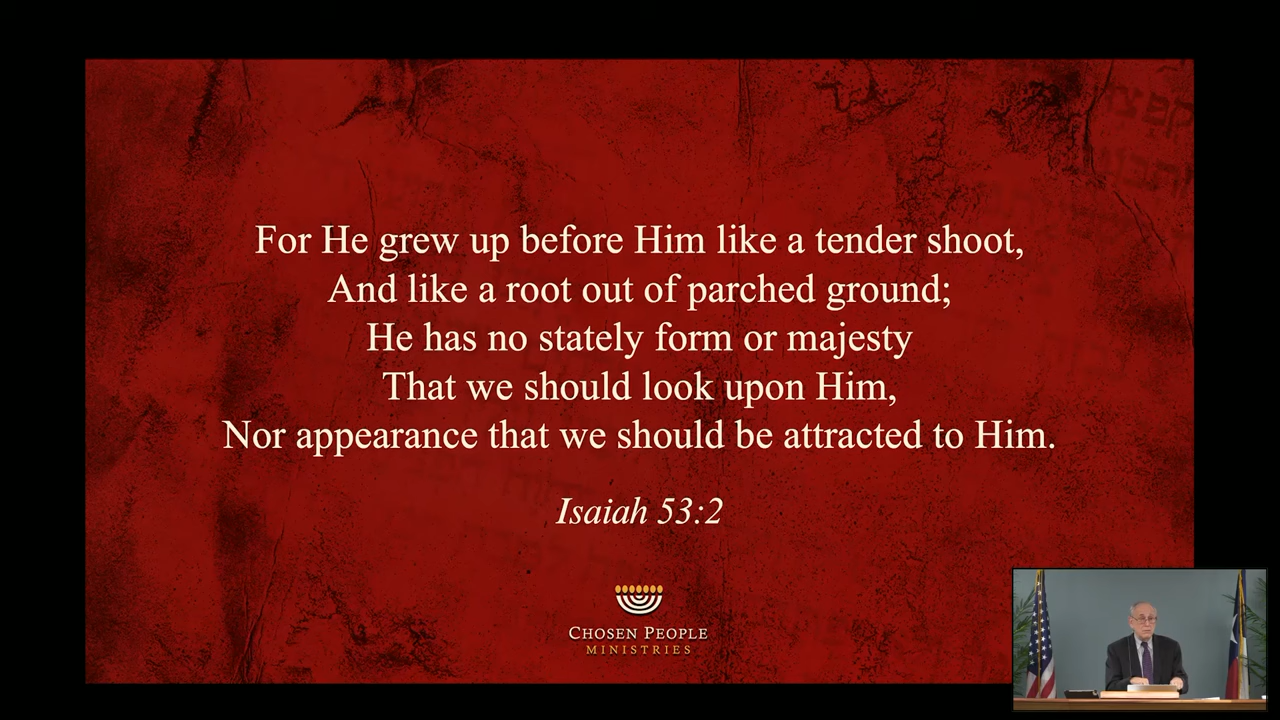 For He grew up before Him like a tender shoot,
And like a root out of parched ground;
He has no stately form or majesty
That we should look upon Him,
Nor appearance that we should be attracted to Him.
Isaiah 53:2
CHOSEN PEOPLE
MINISTRIES